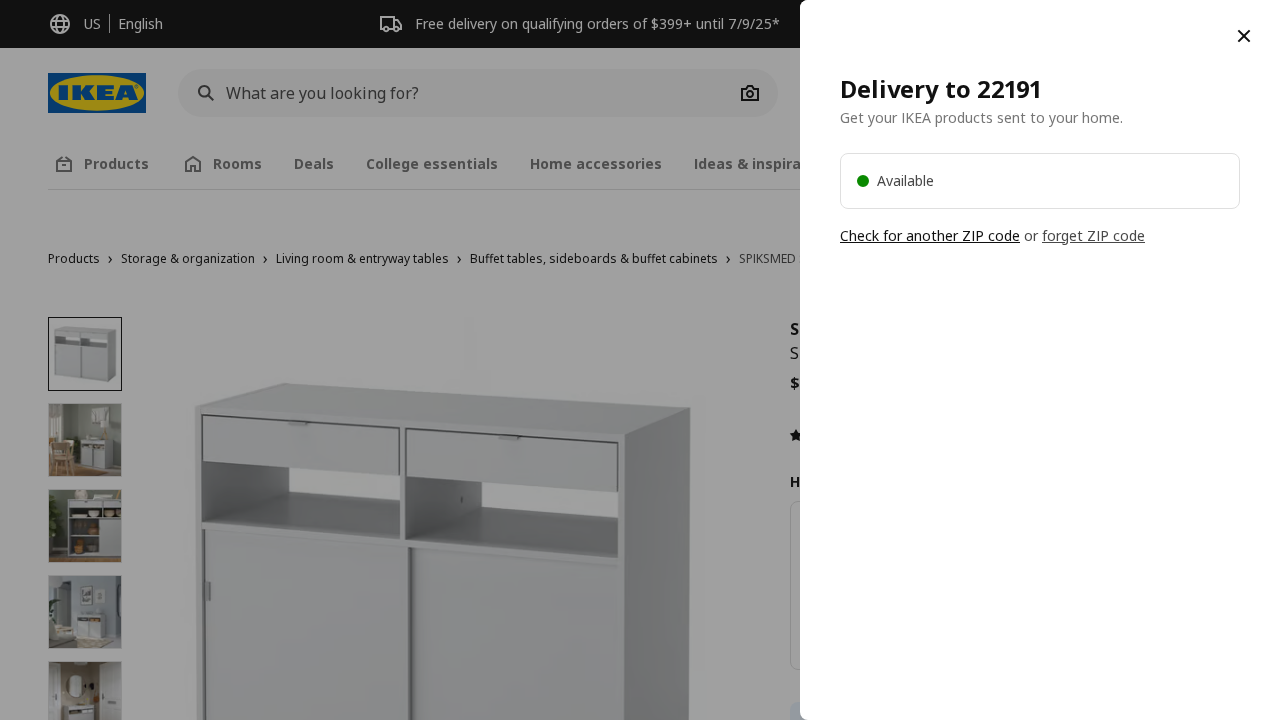 US English
Free delivery on qualifying orders of $399+ until 7/9/25*
IKEA
What are you looking for?
Products Rooms Deals College essentials Home accessories Ideas & inspira
Products › Storage & organization › Living room & entryway tables › Buffet tables, sideboards & buffet cabinets › SPIKSMED
S
S
$
H
Delivery to 22191
Get your IKEA products sent to your home.
Available
Check for another ZIP code or forget ZIP code